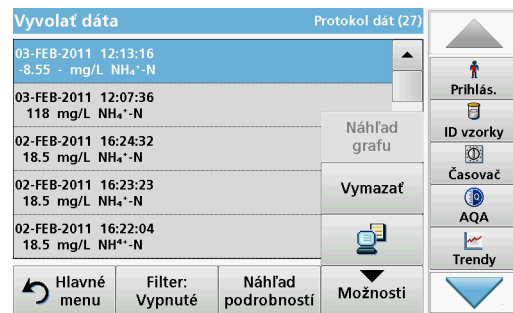 Vyvolať dáta
Protokol dát (27)
03-FEB-2011 12:13:16
-8.55 - mg/L NH₄⁺-N
03-FEB-2011 12:07:36
118 mg/L NH₄⁺-N
02-FEB-2011 16:24:32
18.5 mg/L NH₄⁺-N
02-FEB-2011 16:23:23
18.5 mg/L NH₄⁺-N
02-FEB-2011 16:22:04
18.5 mg/L NH⁴⁺-N
Náhľad
grafu
Vymazať
Hlavné
menu
Filter:
Vypnuté
Náhľad
podrobností
Možnosti
Prihlás.
ID vzorky
Časovač
AQA
Trendy